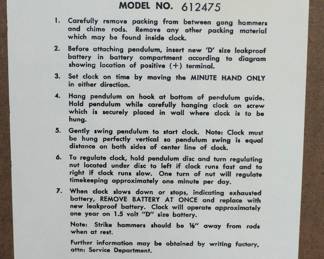 MODEL NO. 612475
1. Carefully remove packing from between gong hammers
and chime rods. Remove any other packing material
which may be found inside clock.
2. Before attaching pendulum, insert new 'D' size leakproof
battery in battery compartment according to diagram
showing location of positive (+) terminal.
3. Set clock on time by moving the MINUTE HAND ONLY
in either direction.
4. Hang pendulum on hook at bottom of pendulum guide.
Hold pendulum while carefully hanging clock on screw
which is securely placed in wall where clock is to be
hung.
5. Gently swing pendulum to start clock. Note: Clock must
be hung perfectly vertical so pendulum swing is equal
distance on both sides of center line of clock.
6. To regulate clock, hold pendulum disc and turn regulating
nut located under disc to left if clock runs fast and to
right if clock runs slow. One turn of nut will regulate
timekeeping approximately one minute per day.
7. When clock slows down or stops, indicating exhausted
battery, REMOVE BATTERY AT ONCE and replace with
new leakproof battery. Clock will operate approximately
one year on 1.5 volt "D" size battery.
Note: Strike hammers should be ⅛" away from rods
when at rest.
Further information may be obtained by writing factory,
attn: Service Department.